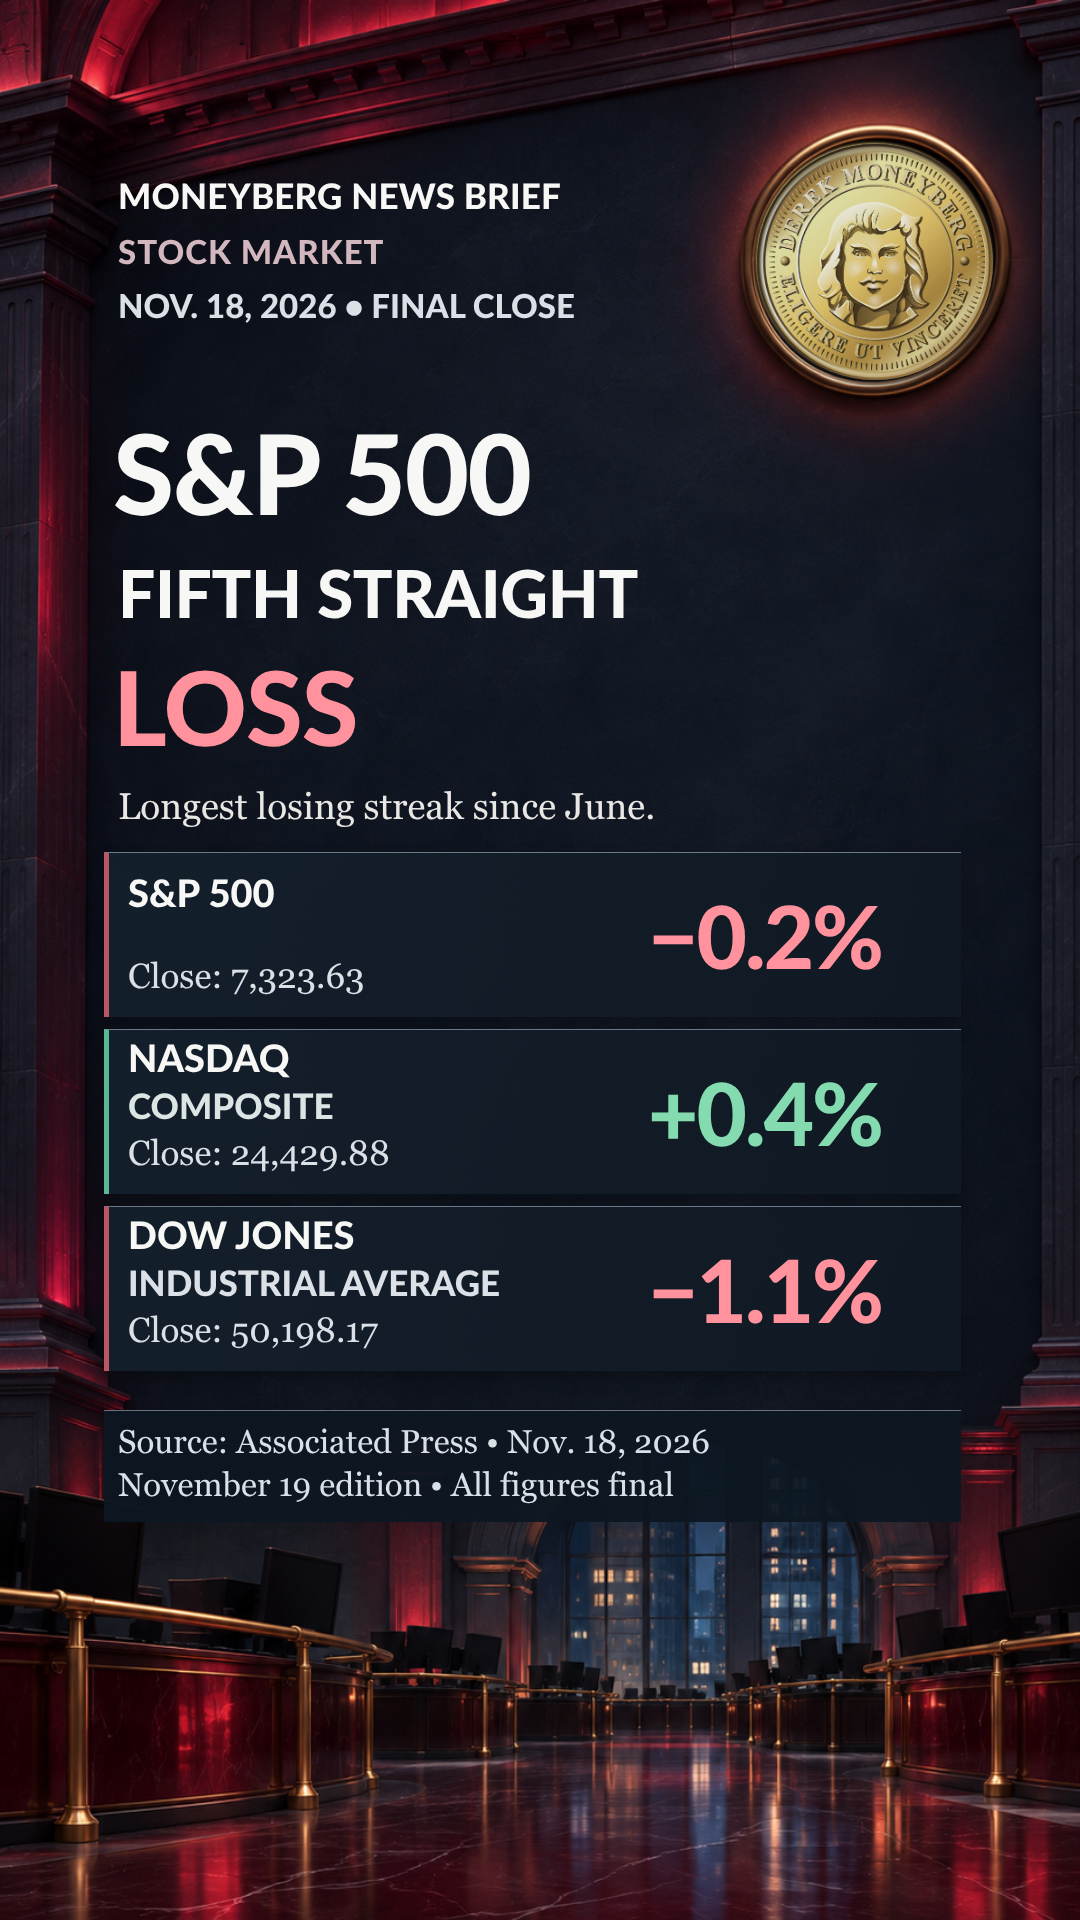 MONEYBERG NEWS BRIEF
STOCK MARKET
NOV. 18, 2026 • FINAL CLOSE
DEREK MONEYBERG
ELIGERE UT VINCERET
S&P 500
FIFTH STRAIGHT
LOSS
Longest losing streak since June.
S&P 500
−0.2%
Close: 7,323.63
NASDAQ
COMPOSITE
+0.4%
Close: 24,429.88
DOW JONES
INDUSTRIAL AVERAGE
−1.1%
Close: 50,198.17
Source: Associated Press • Nov. 18, 2026
November 19 edition • All figures final